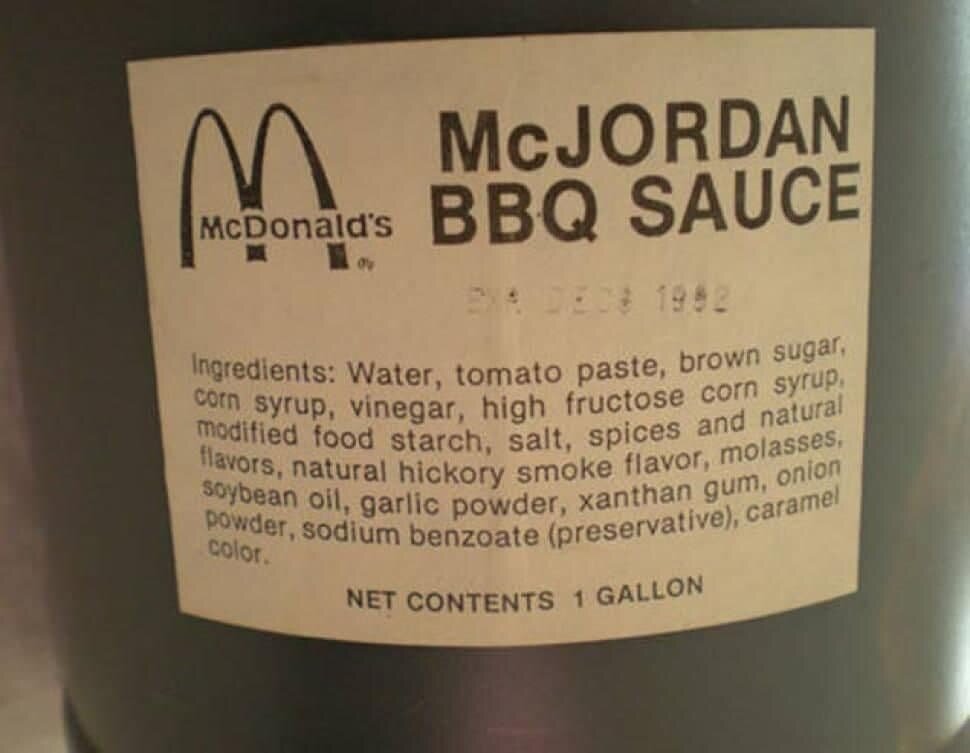 McDonald's
McJORDAN
BBQ SAUCE
1992
Ingredients: Water, tomato paste, brown sugar,
corn syrup, vinegar, high fructose corn syrup,
modified food starch, salt, spices and natural
flavors, natural hickory smoke flavor, molasses,
soybean oil, garlic powder, xanthan gum, onion
powder, sodium benzoate (preservative), caramel
color.
NET CONTENTS 1 GALLON